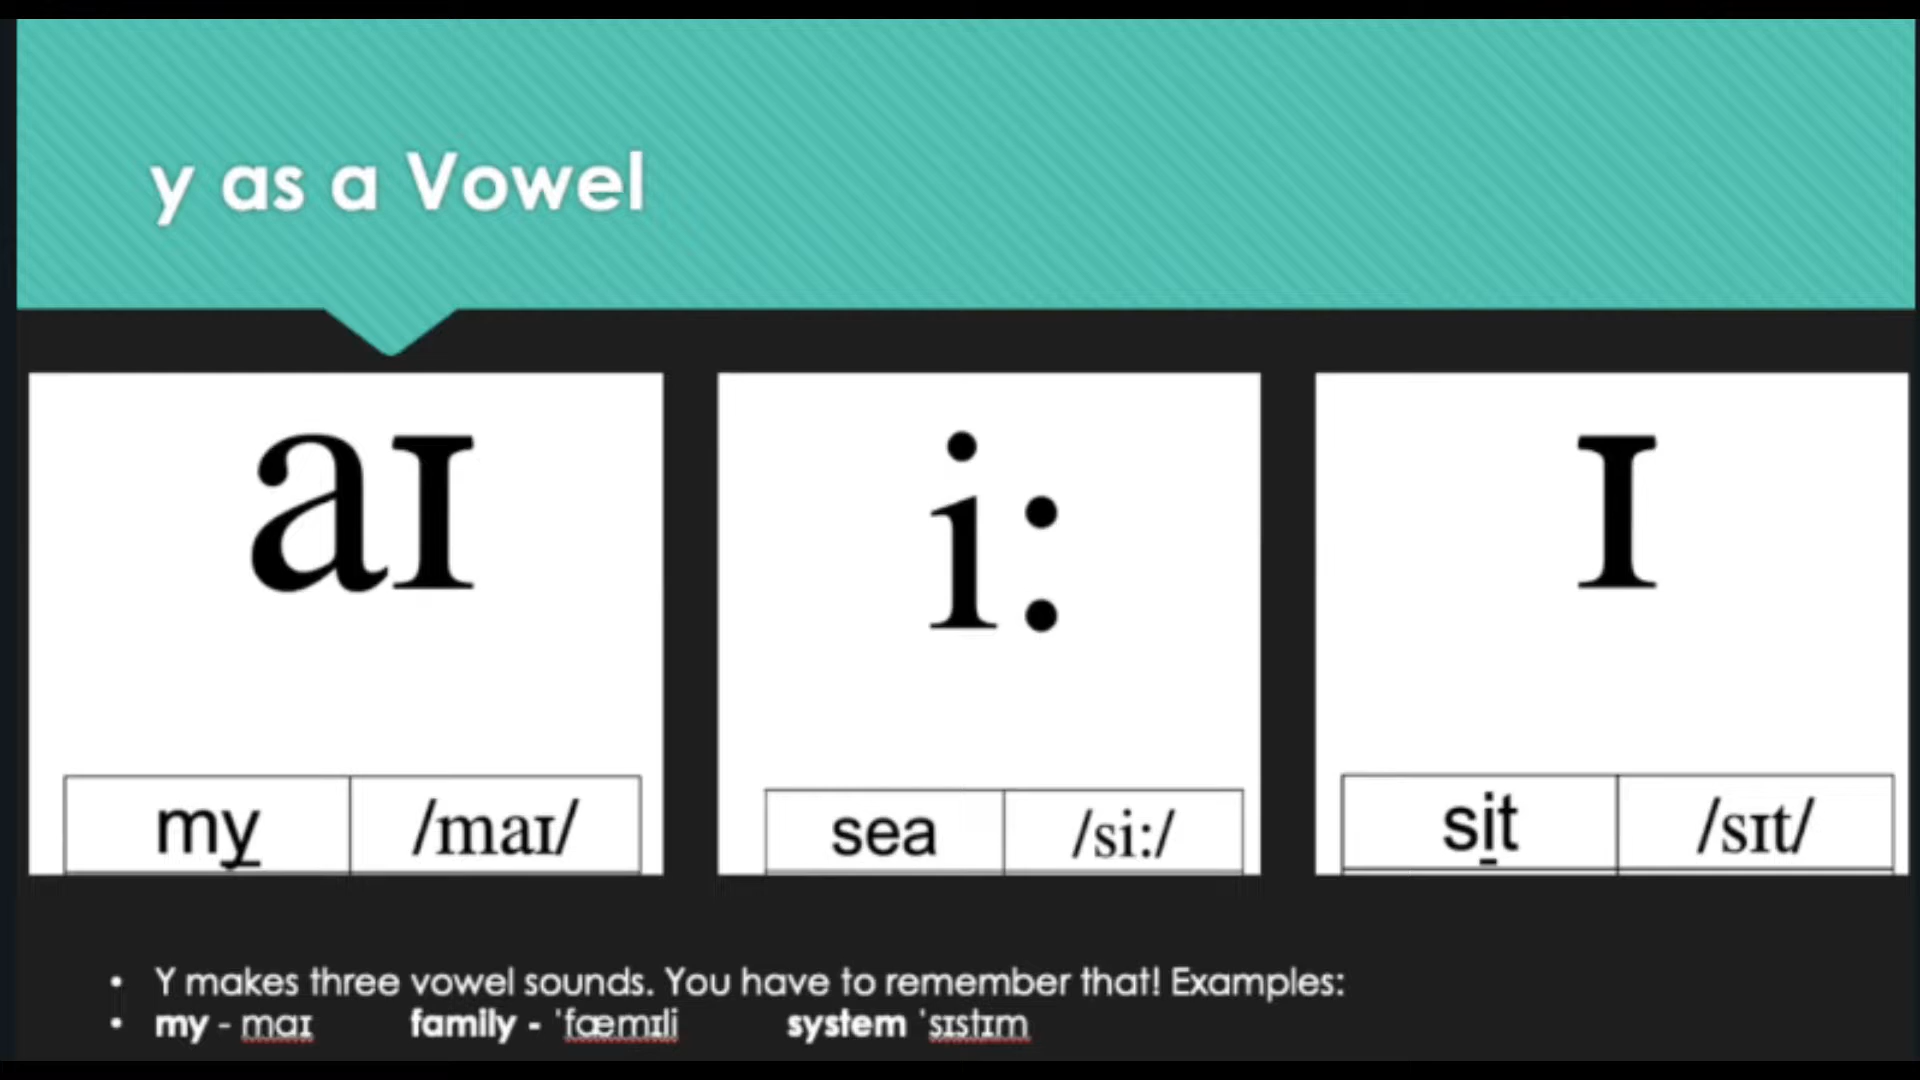 y as a Vowel
aɪ
i:
ɪ
my /maɪ/
sea /si:/
sit /sɪt/
• Y makes three vowel sounds. You have to remember that! Examples:
• my - maɪ family - ˈfæmɪli system ˈsɪstɪm